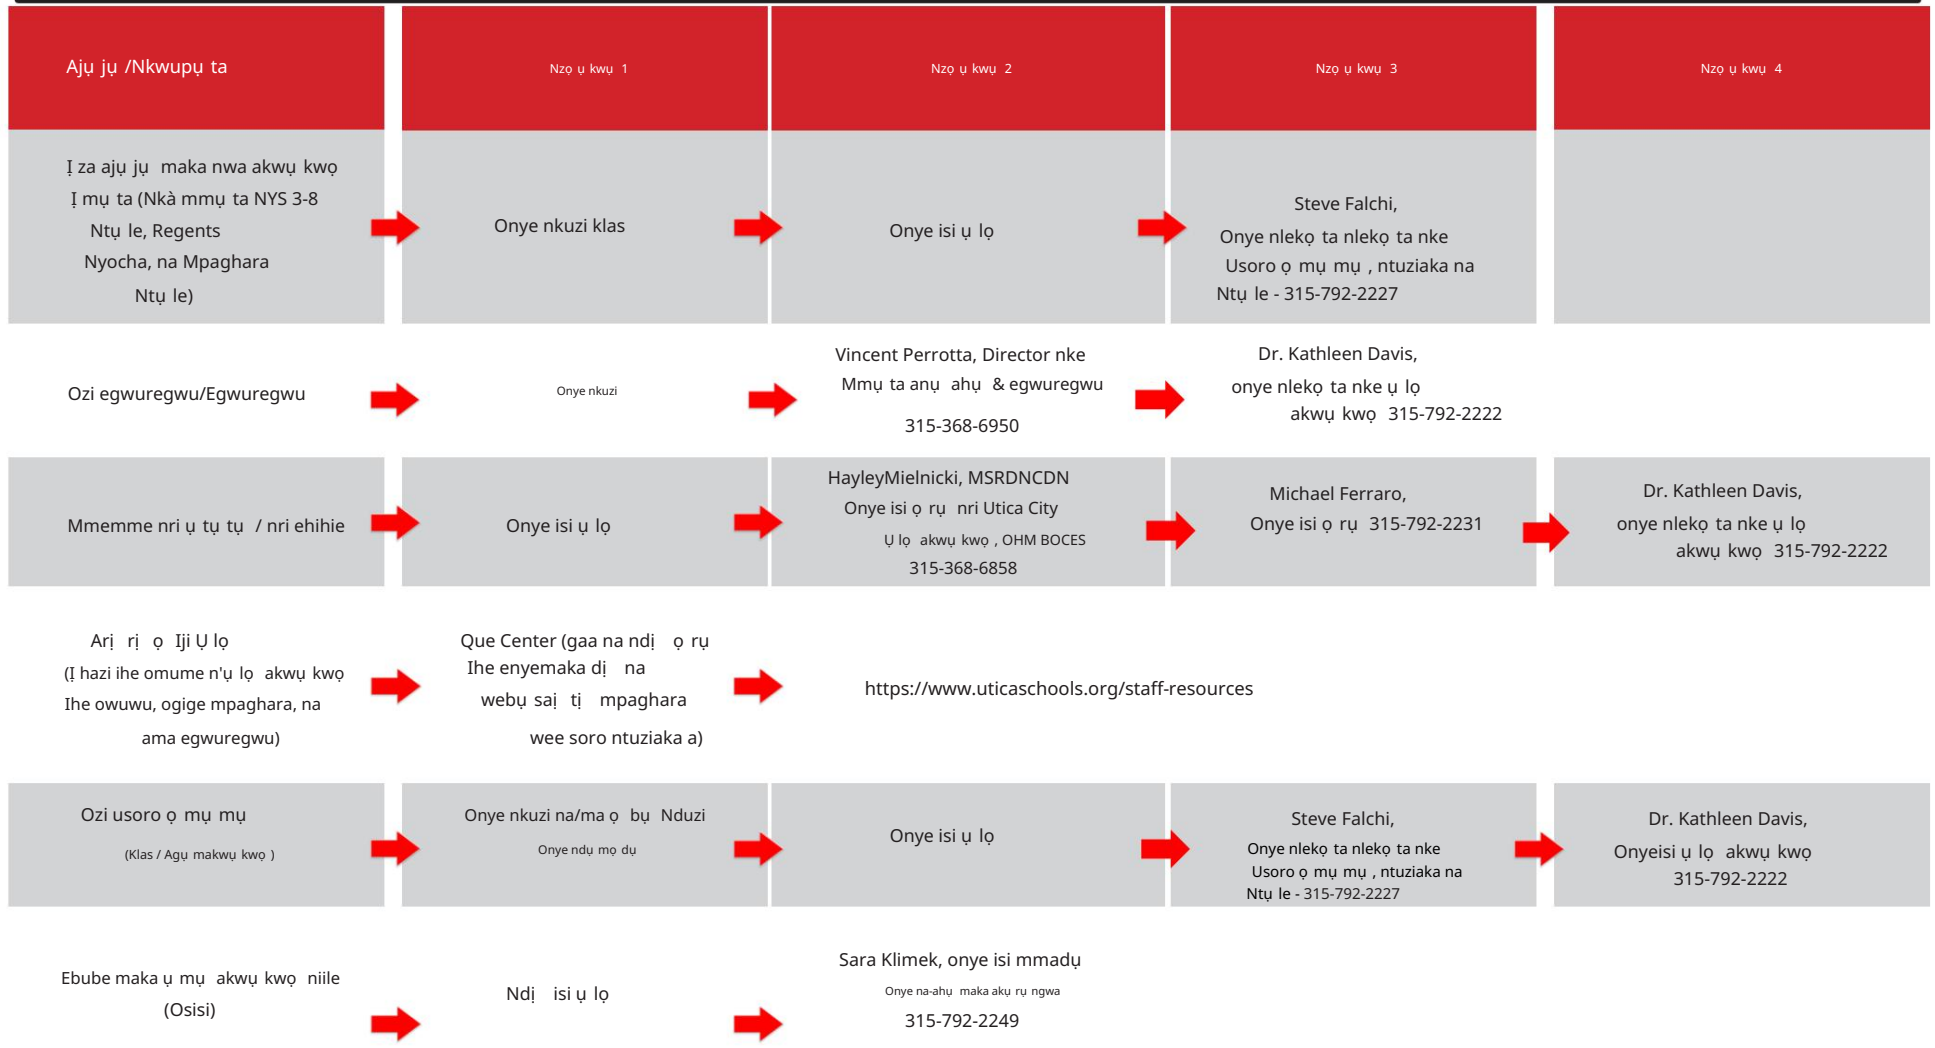 Ajụ jụ /Nkwupụ ta
Nzọ ụ kwụ 1
Nzọ ụ kwụ 2
Nzọ ụ kwụ 3
Nzọ ụ kwụ 4
Ị za ajụ jụ maka nwa akwụ kwọ
Ị mụ ta (Nkà mmụ ta NYS 3-8
Ntụ le, Regents
Nyocha, na Mpaghara
Ntụ le)
Onye nkuzi klas
Onye isi ụ lọ
Steve Falchi,
Onye nlekọ ta nlekọ ta nke
Usoro ọ mụ mụ , ntuziaka na
Ntụ le - 315-792-2227
Ozi egwuregwu/Egwuregwu
Onye nkuzi
Vincent Perrotta, Director nke
Mmụ ta anụ ahụ & egwuregwu
315-368-6950
Dr. Kathleen Davis,
onye nlekọ ta nke ụ lọ
akwụ kwọ 315-792-2222
Mmemme nri ụ tụ tụ / nri ehihie
Onye isi ụ lọ
HayleyMielnicki, MSRDNCDN
Onye isi ọ rụ nri Utica City
Ụ lọ akwụ kwọ , OHM BOCES
315-368-6858
Michael Ferraro,
Onye isi ọ rụ 315-792-2231
Dr. Kathleen Davis,
onye nlekọ ta nke ụ lọ
akwụ kwọ 315-792-2222
Arị rị ọ Iji Ụ lọ
(Ị hazi ihe omume n'ụ lọ akwụ kwọ
Ihe owuwu, ogige mpaghara, na
ama egwuregwu)
Que Center (gaa na ndị ọ rụ
Ihe enyemaka dị na
webụ saị tị mpaghara
wee soro ntuziaka a)
https://www.uticaschools.org/staff-resources
Ozi usoro ọ mụ mụ
(Klas / Agụ makwụ kwọ )
Onye nkuzi na/ma ọ bụ Nduzi
Onye ndụ mọ dụ
Onye isi ụ lọ
Steve Falchi,
Onye nlekọ ta nlekọ ta nke
Usoro ọ mụ mụ , ntuziaka na
Ntụ le - 315-792-2227
Dr. Kathleen Davis,
Onyeisi ụ lọ akwụ kwọ
315-792-2222
Ebube maka ụ mụ akwụ kwọ niile
(Osisi)
Ndị isi ụ lọ
Sara Klimek, onye isi mmadụ
Onye na-ahụ maka akụ rụ ngwa
315-792-2249